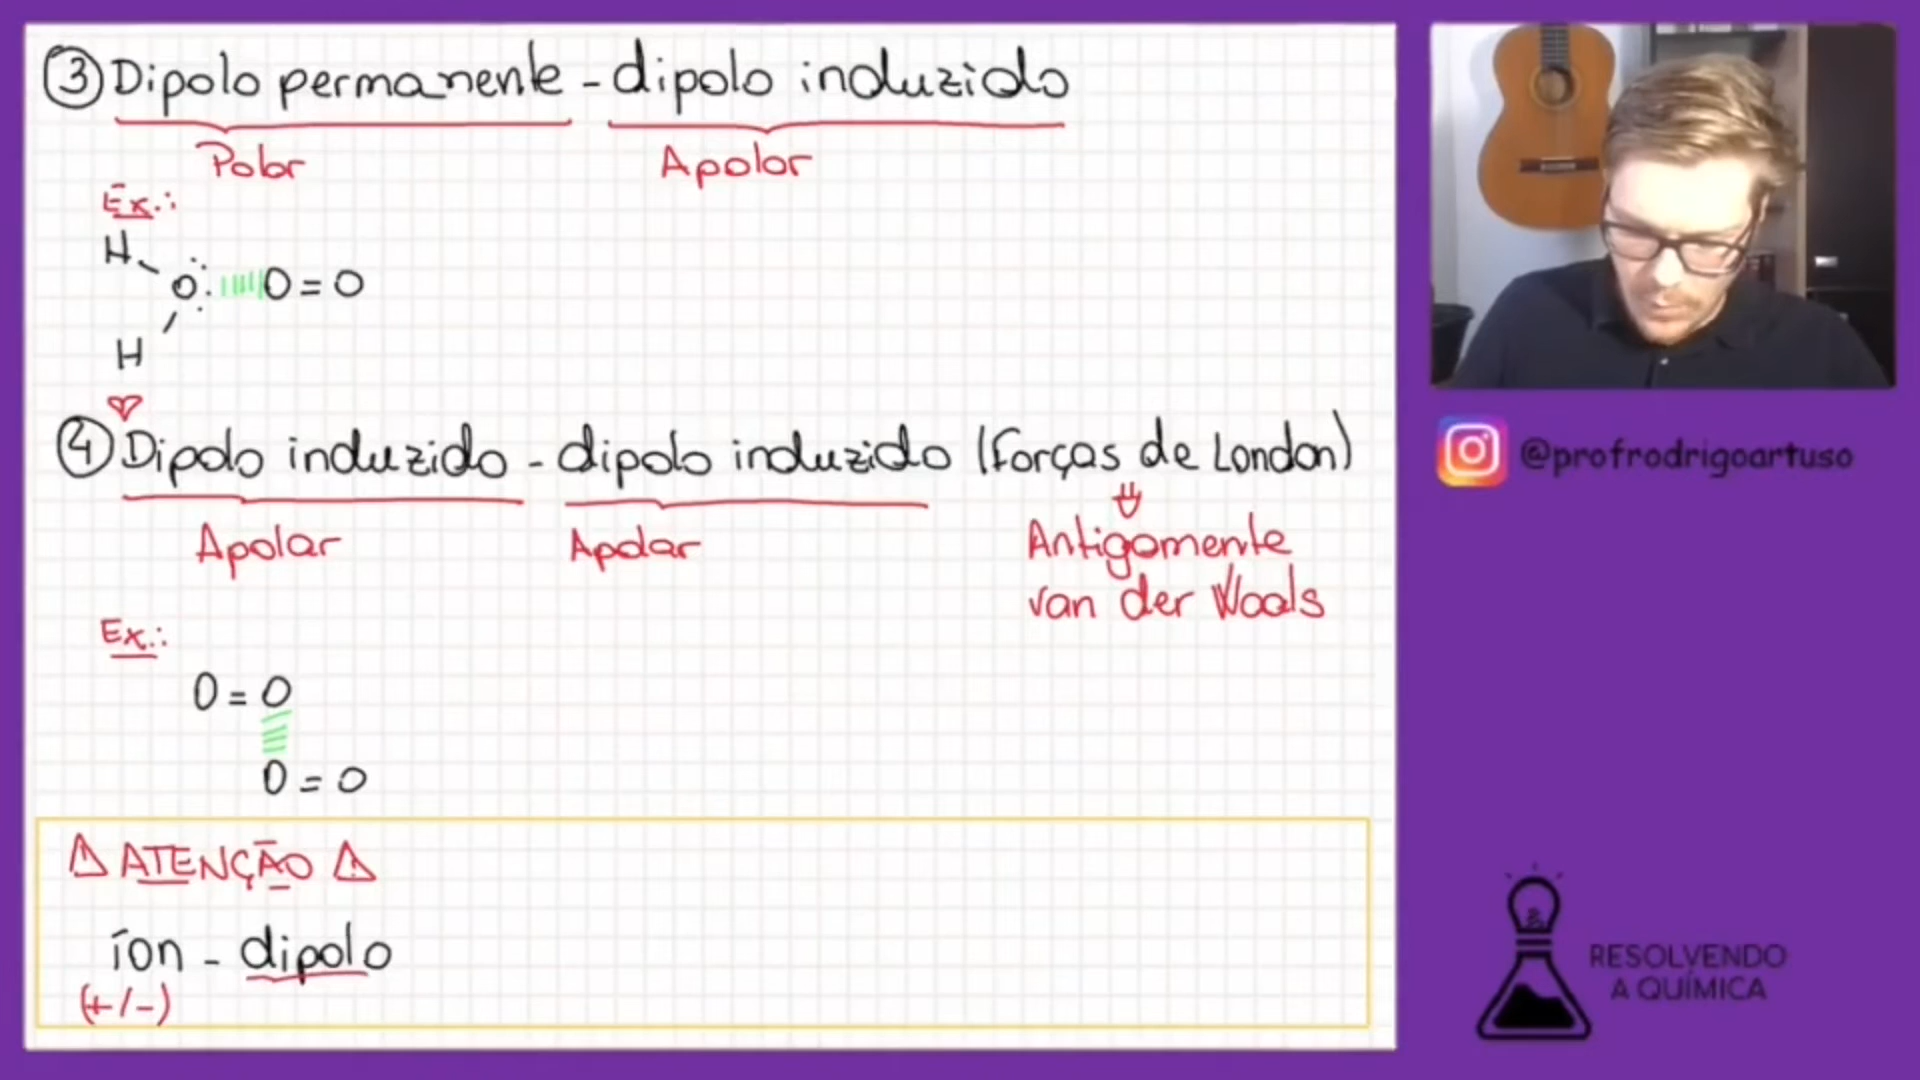 ③ Dipolo permanente - dipolo induzido
Polar Apolar
Ex.:
H
O O = O
H
④ Dipolo induzido - dipolo induzido (Forças de London)
Apolar Apolar Antigamente
van der Waals
Ex.:
O = O
O = O
⚠ ATENÇÃO ⚠
íon - dipolo
(+/-)
@profrodrigoartuso
RESOLVENDO
A QUÍMICA